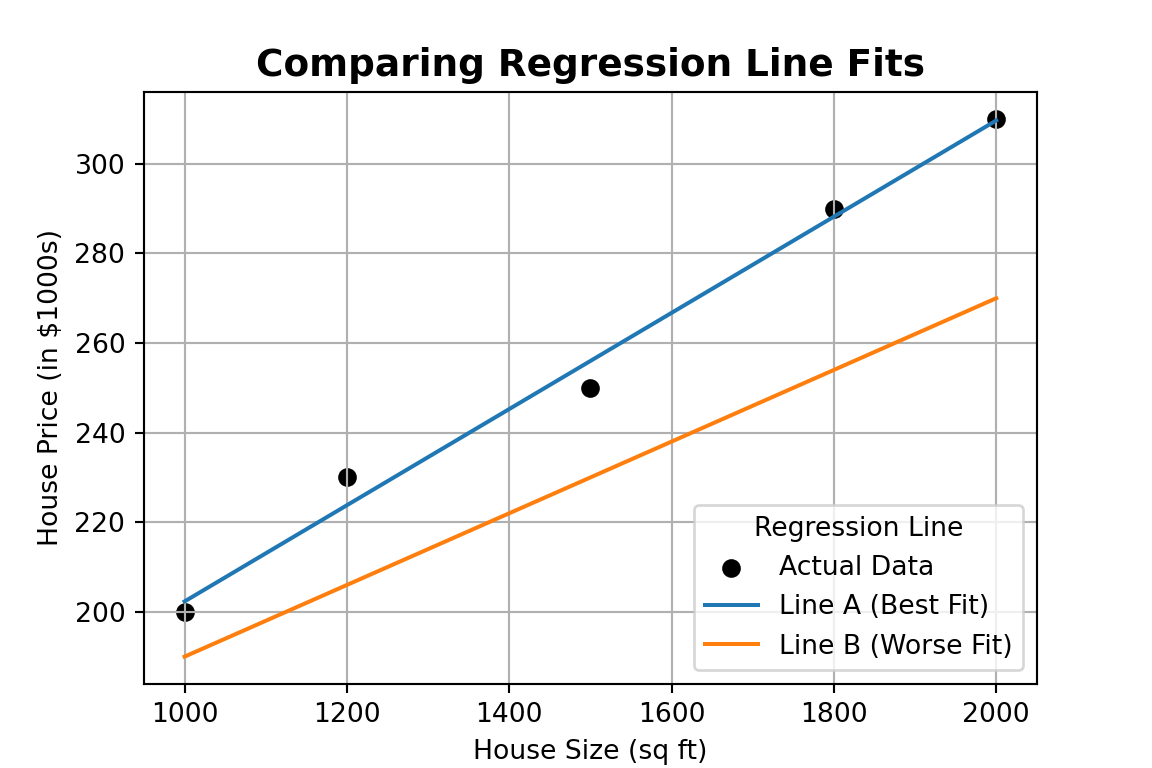 Comparing Regression Line Fits
House Price (in $1000s)
300
280
260
240
220
200
Regression Line
Actual Data
Line A (Best Fit)
Line B (Worse Fit)
1000 1200 1400 1600 1800 2000
House Size (sq ft)